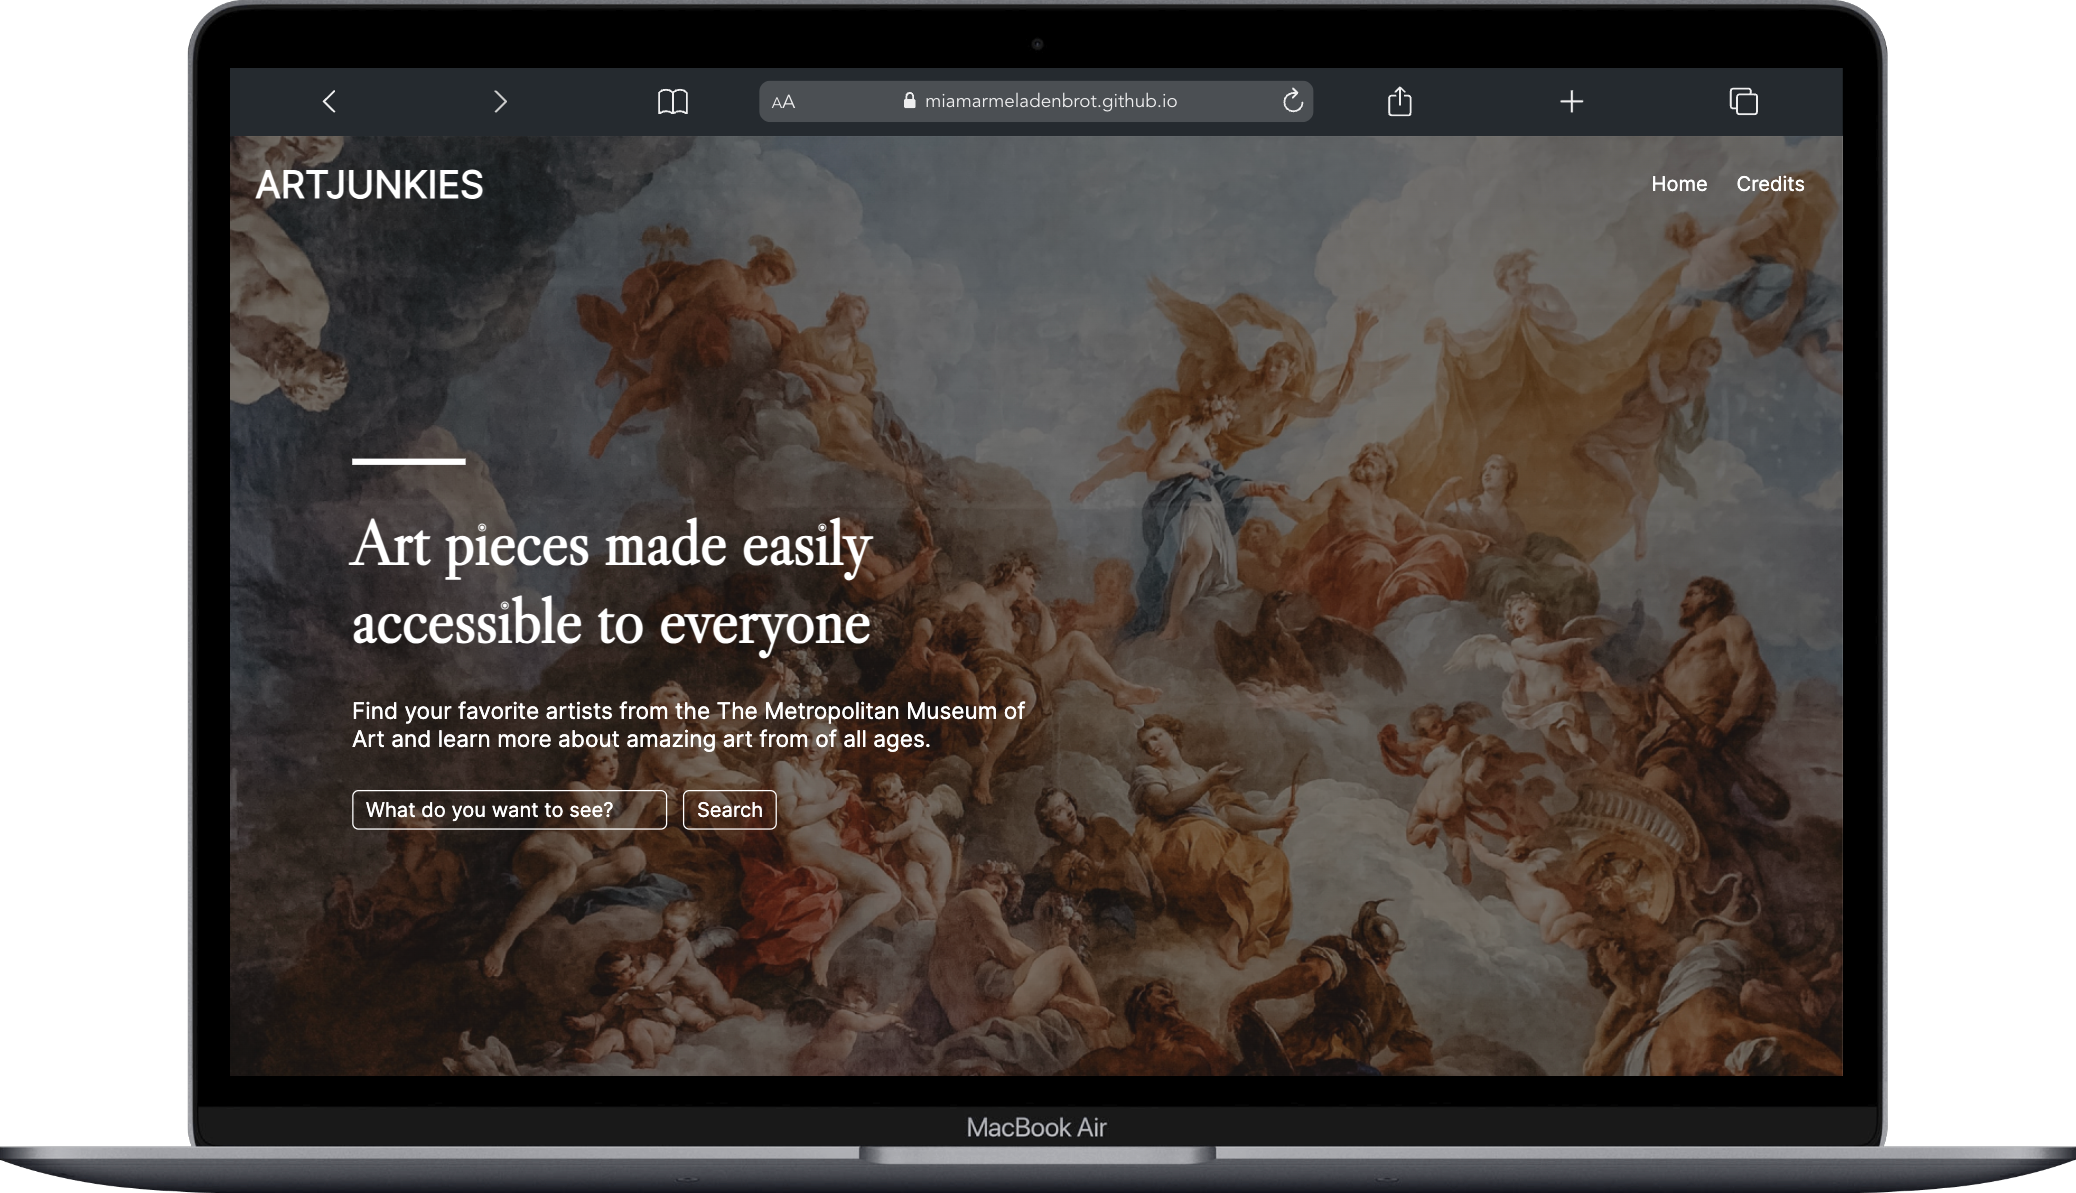 AA miamarmeladenbrot.github.io
ARTJUNKIES
Home Credits
Art pieces made easily
accessible to everyone
Find your favorite artists from the The Metropolitan Museum of
Art and learn more about amazing art from of all ages.
What do you want to see? Search
MacBook Air